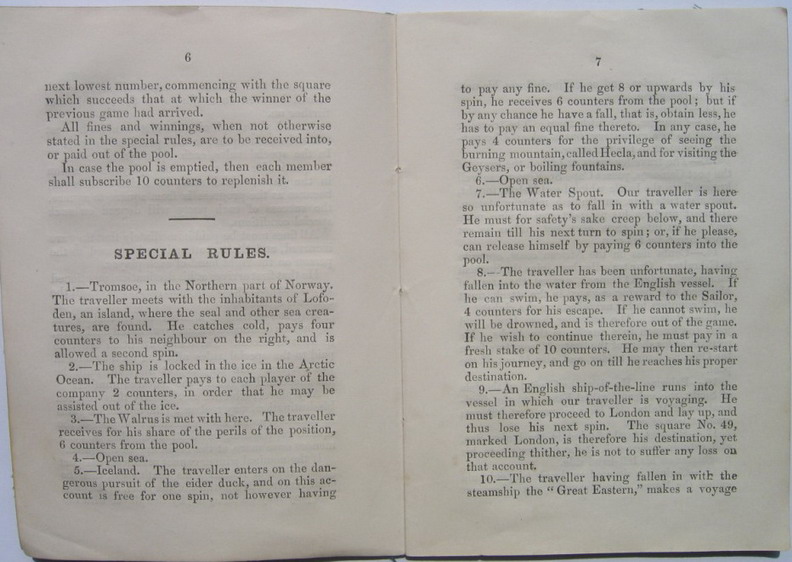 6
next lowest number, commencing with the square
which succeeds that at which the winner of the
previous game had arrived.
All fines and winnings, when not otherwise
stated in the special rules, are to be received into,
or paid out of the pool.
In case the pool is emptied, then each member
shall subscribe 10 counters to replenish it.
SPECIAL RULES.
1.—Tromsoe, in the Northern part of Norway.
The traveller meets with the inhabitants of Lofo-
den, an island, where the seal and other sea crea-
tures, are found. He catches cold, pays four
counters to his neighbour on the right, and is
allowed a second spin.
2.—The ship is locked in the ice in the Arctic
Ocean. The traveller pays to each player of the
company 2 counters, in order that he may be
assisted out of the ice.
3.—The Walrus is met with here. The traveller
receives for his share of the perils of the position,
6 counters from the pool.
4.—Open sea.
5.—Iceland. The traveller enters on the dan-
gerous pursuit of the eider duck, and on this ac-
count is free for one spin, not however having
7
to pay any fine. If he get 8 or upwards by his
spin, he receives 6 counters from the pool; but if
by any chance he have a fall, that is, obtain less, he
has to pay an equal fine thereto. In any case, he
pays 4 counters for the privilege of seeing the
burning mountain, called Hecla, and for visiting the
Geysers, or boiling fountains.
6.—Open sea.
7.—The Water Spout. Our traveller is here
so unfortunate as to fall in with a water spout.
He must for safety's sake creep below, and there
remain till his next turn to spin; or, if he please,
can release himself by paying 6 counters into the
pool.
8.—The traveller has been unfortunate, having
fallen into the water from the English vessel. If
he can swim, he pays, as a reward to the Sailor,
4 counters for his escape. If he cannot swim, he
will be drowned, and is therefore out of the game.
If he wish to continue therein, he must pay in a
fresh stake of 10 counters. He may then re-start
on his journey, and go on till he reaches his proper
destination.
9.—An English ship-of-the-line runs into the
vessel in which our traveller is voyaging. He
must therefore proceed to London and lay up, and
thus lose his next spin. The square No. 49,
marked London, is therefore his destination, yet
proceeding thither, he is not to suffer any loss on
that account.
10.—The traveller having fallen in with the
steamship the "Great Eastern," makes a voyage